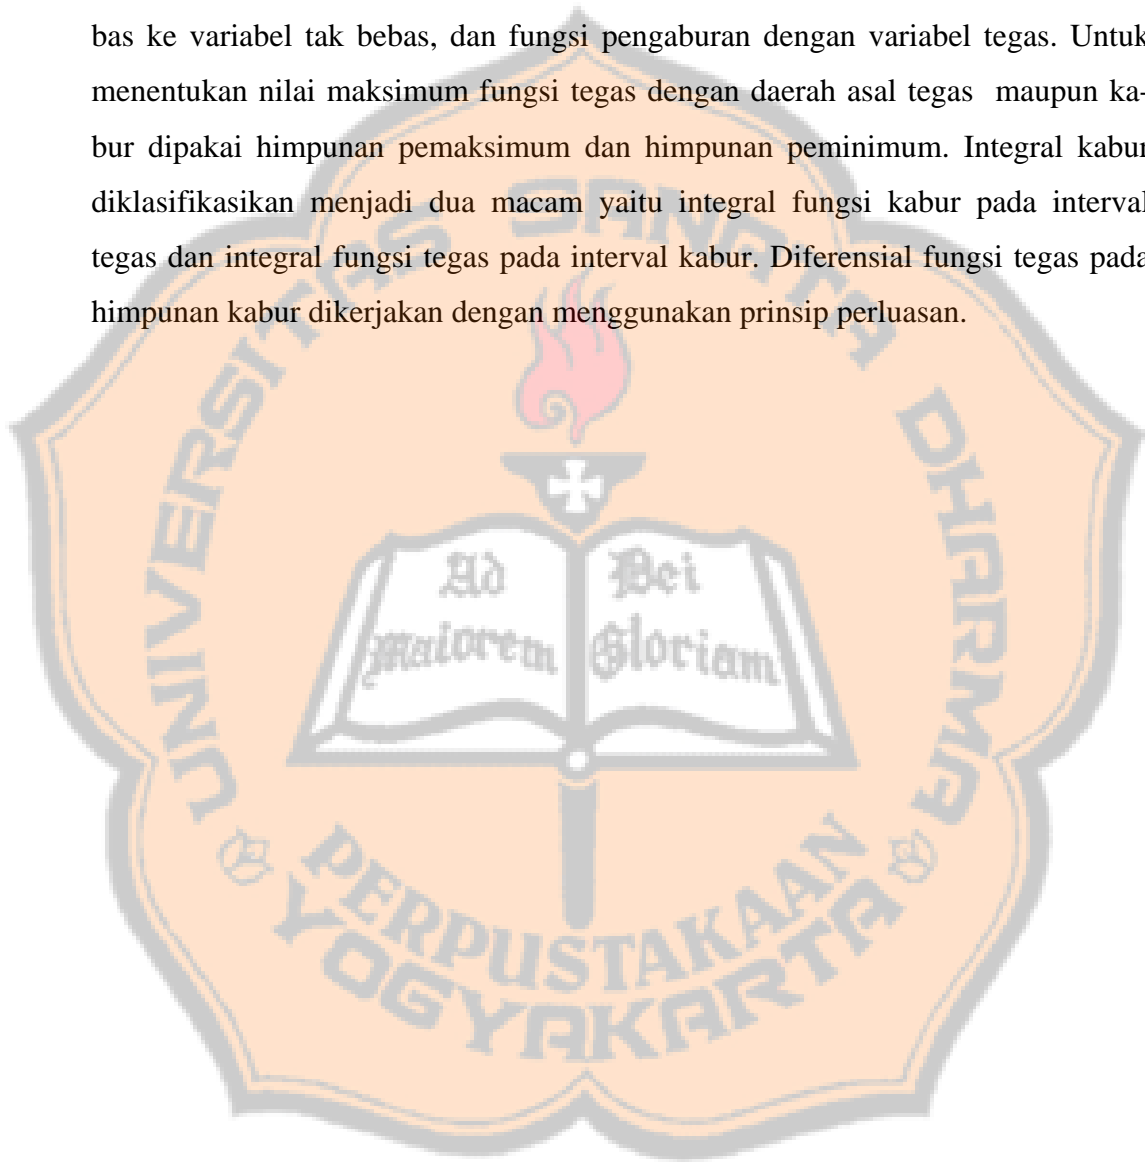 bas ke variabel tak bebas, dan fungsi pengaburan dengan variabel tegas. Untuk
menentukan nilai maksimum fungsi tegas dengan daerah asal tegas maupun ka-
bur dipakai himpunan pemaksimum dan himpunan peminimum. Integral kabur
diklasifikasikan menjadi dua macam yaitu integral fungsi kabur pada interval
tegas dan integral fungsi tegas pada interval kabur. Diferensial fungsi tegas pada
himpunan kabur dikerjakan dengan menggunakan prinsip perluasan.
UNIVERSITAS SANATA DHARMA
Ad Dei
Maiorem Gloriam
PERPUSTAKAAN
YOGYAKARTA